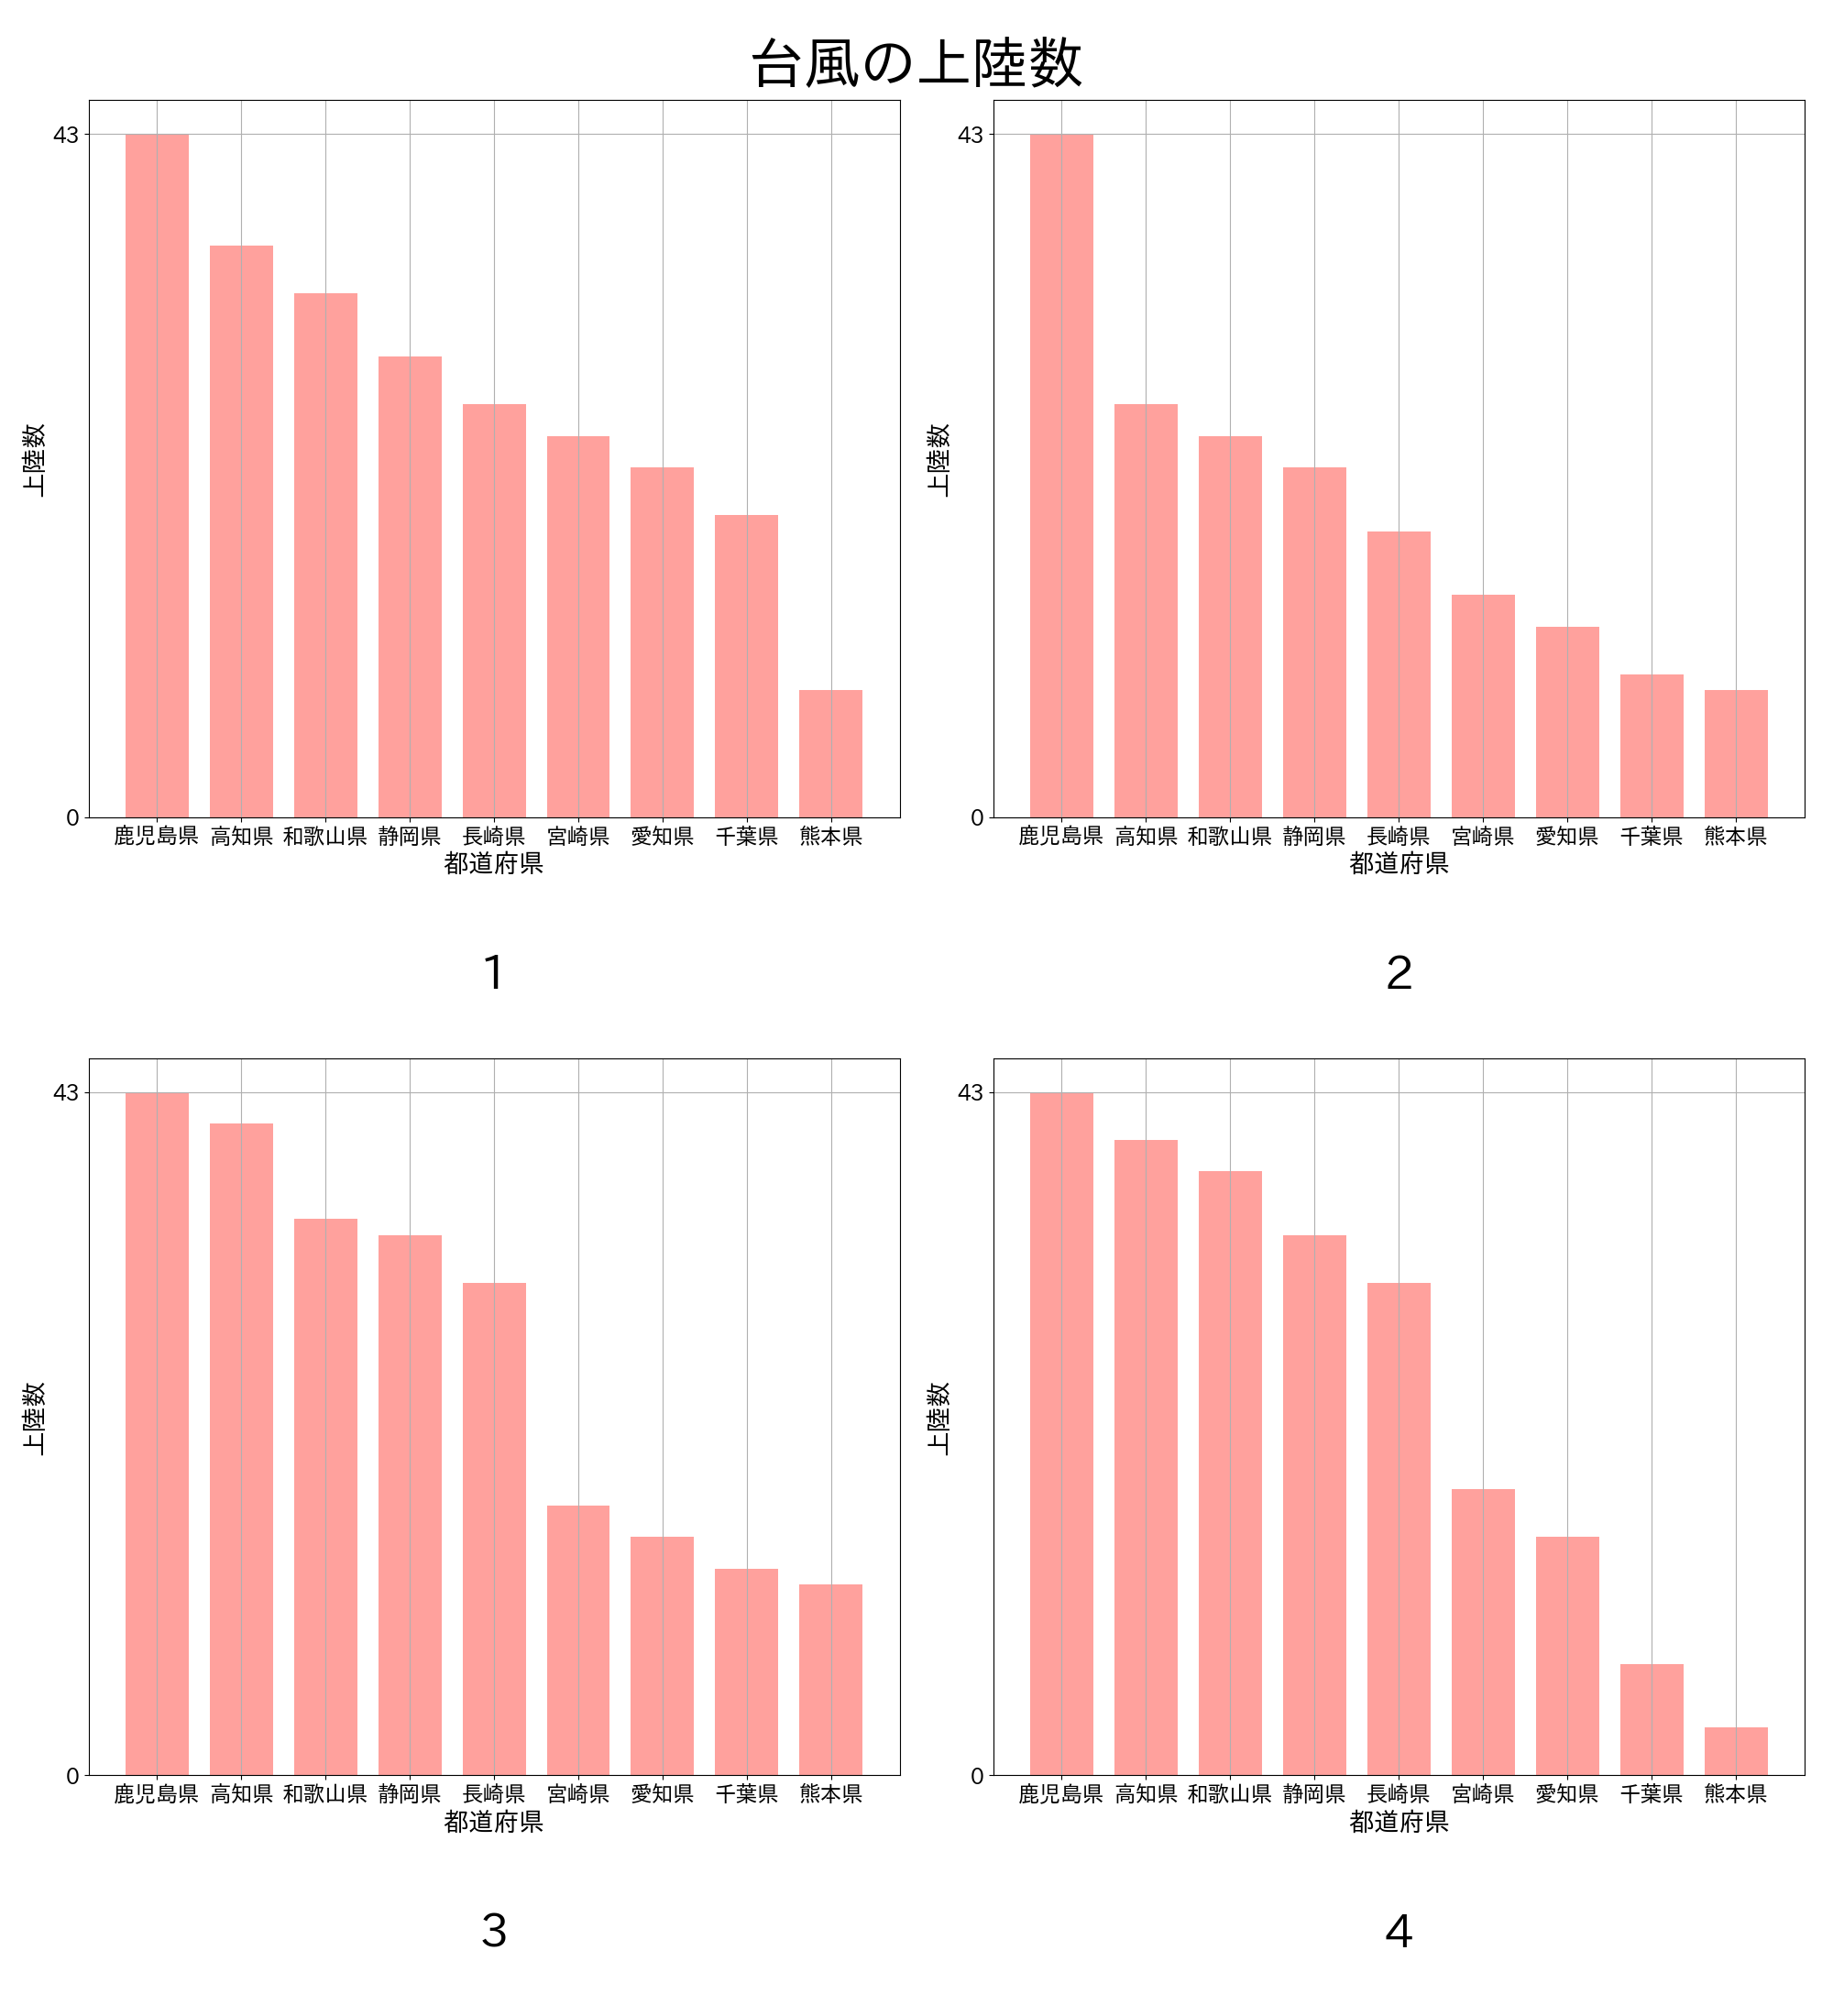 台風の上陸数
43
0
上陸数
鹿児島県 高知県 和歌山県 静岡県 長崎県 宮崎県 愛知県 千葉県 熊本県
都道府県
1
43
0
上陸数
鹿児島県 高知県 和歌山県 静岡県 長崎県 宮崎県 愛知県 千葉県 熊本県
都道府県
2
43
0
上陸数
鹿児島県 高知県 和歌山県 静岡県 長崎県 宮崎県 愛知県 千葉県 熊本県
都道府県
3
43
0
上陸数
鹿児島県 高知県 和歌山県 静岡県 長崎県 宮崎県 愛知県 千葉県 熊本県
都道府県
4